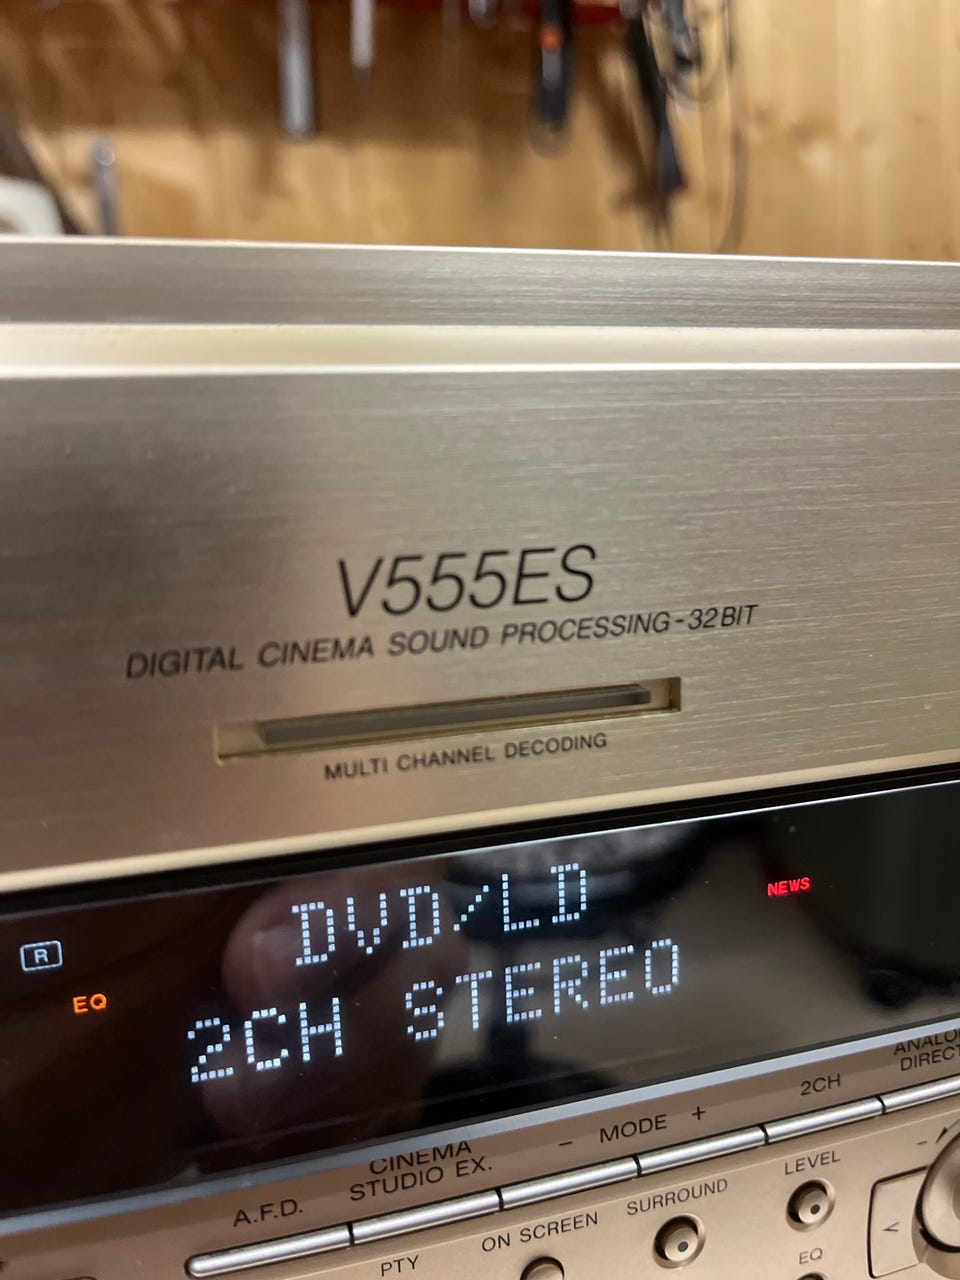 V555ES
DIGITAL CINEMA SOUND PROCESSING-32BIT
MULTI CHANNEL DECODING
DVD/LD
NEWS
R
EQ
2CH STEREO
ANALO
DIRECT
2CH
- MODE +
CINEMA
STUDIO EX.
A.F.D.
LEVEL
SURROUND
ON SCREEN
PTY
EQ